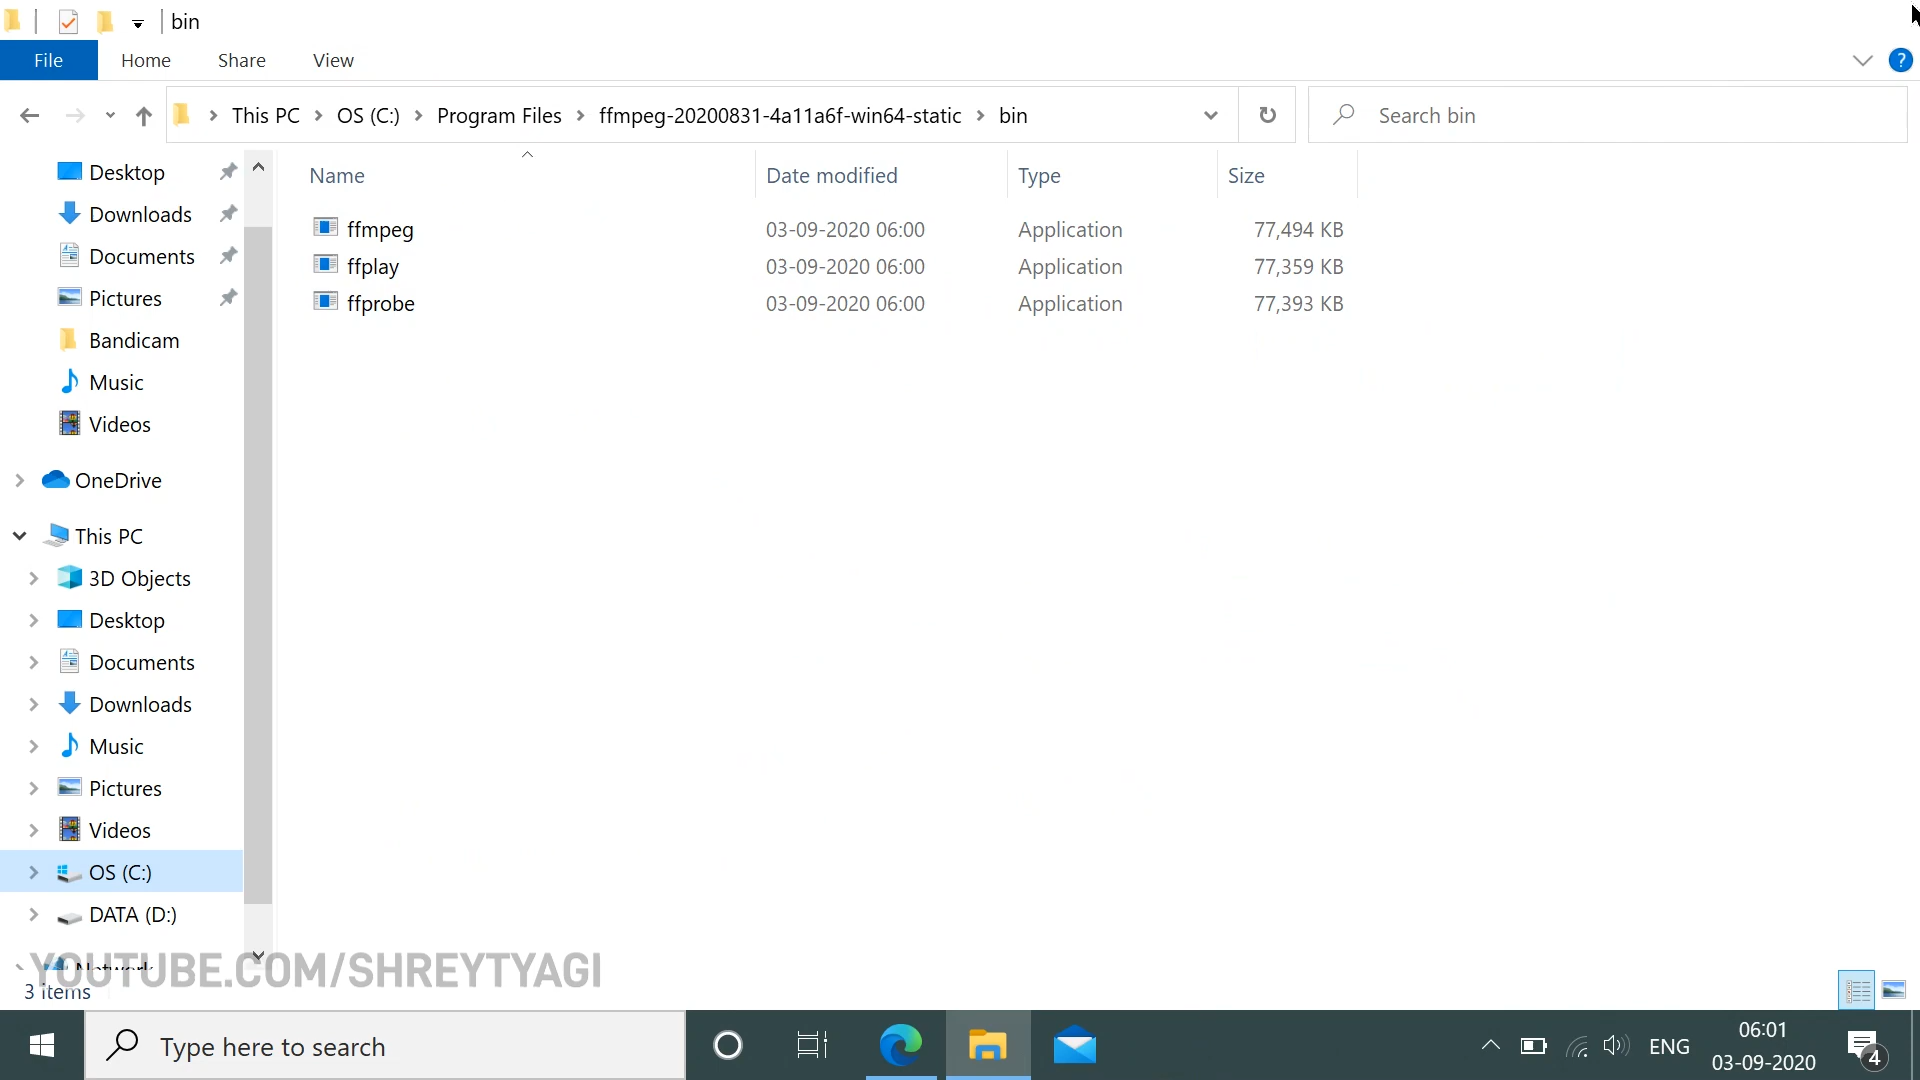 bin
File Home Share View
?
This PC OS (C:) Program Files ffmpeg-20200831-4a11a6f-win64-static bin
Search bin
Name Date modified Type Size
ffmpeg 03-09-2020 06:00 Application 77,494 KB
ffplay 03-09-2020 06:00 Application 77,359 KB
ffprobe 03-09-2020 06:00 Application 77,393 KB
Desktop
Downloads
Documents
Pictures
Bandicam
Music
Videos
OneDrive
This PC
3D Objects
Desktop
Documents
Downloads
Music
Pictures
Videos
OS (C:)
DATA (D:)
Network
YOUTUBE.COM/SHREYTYAGI
3 items
Type here to search
ENG
06:01
03-09-2020
4